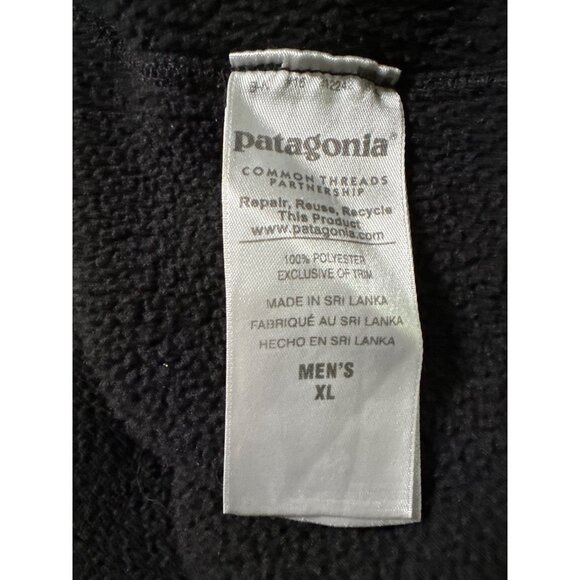 patagonia®
COMMON THREADS
PARTNERSHIP
Repair, Reuse, Recycle
This Product
www.patagonia.com
100% POLYESTER
EXCLUSIVE OF TRIM
MADE IN SRI LANKA
FABRIQUÉ AU SRI LANKA
HECHO EN SRI LANKA
MEN'S
XL